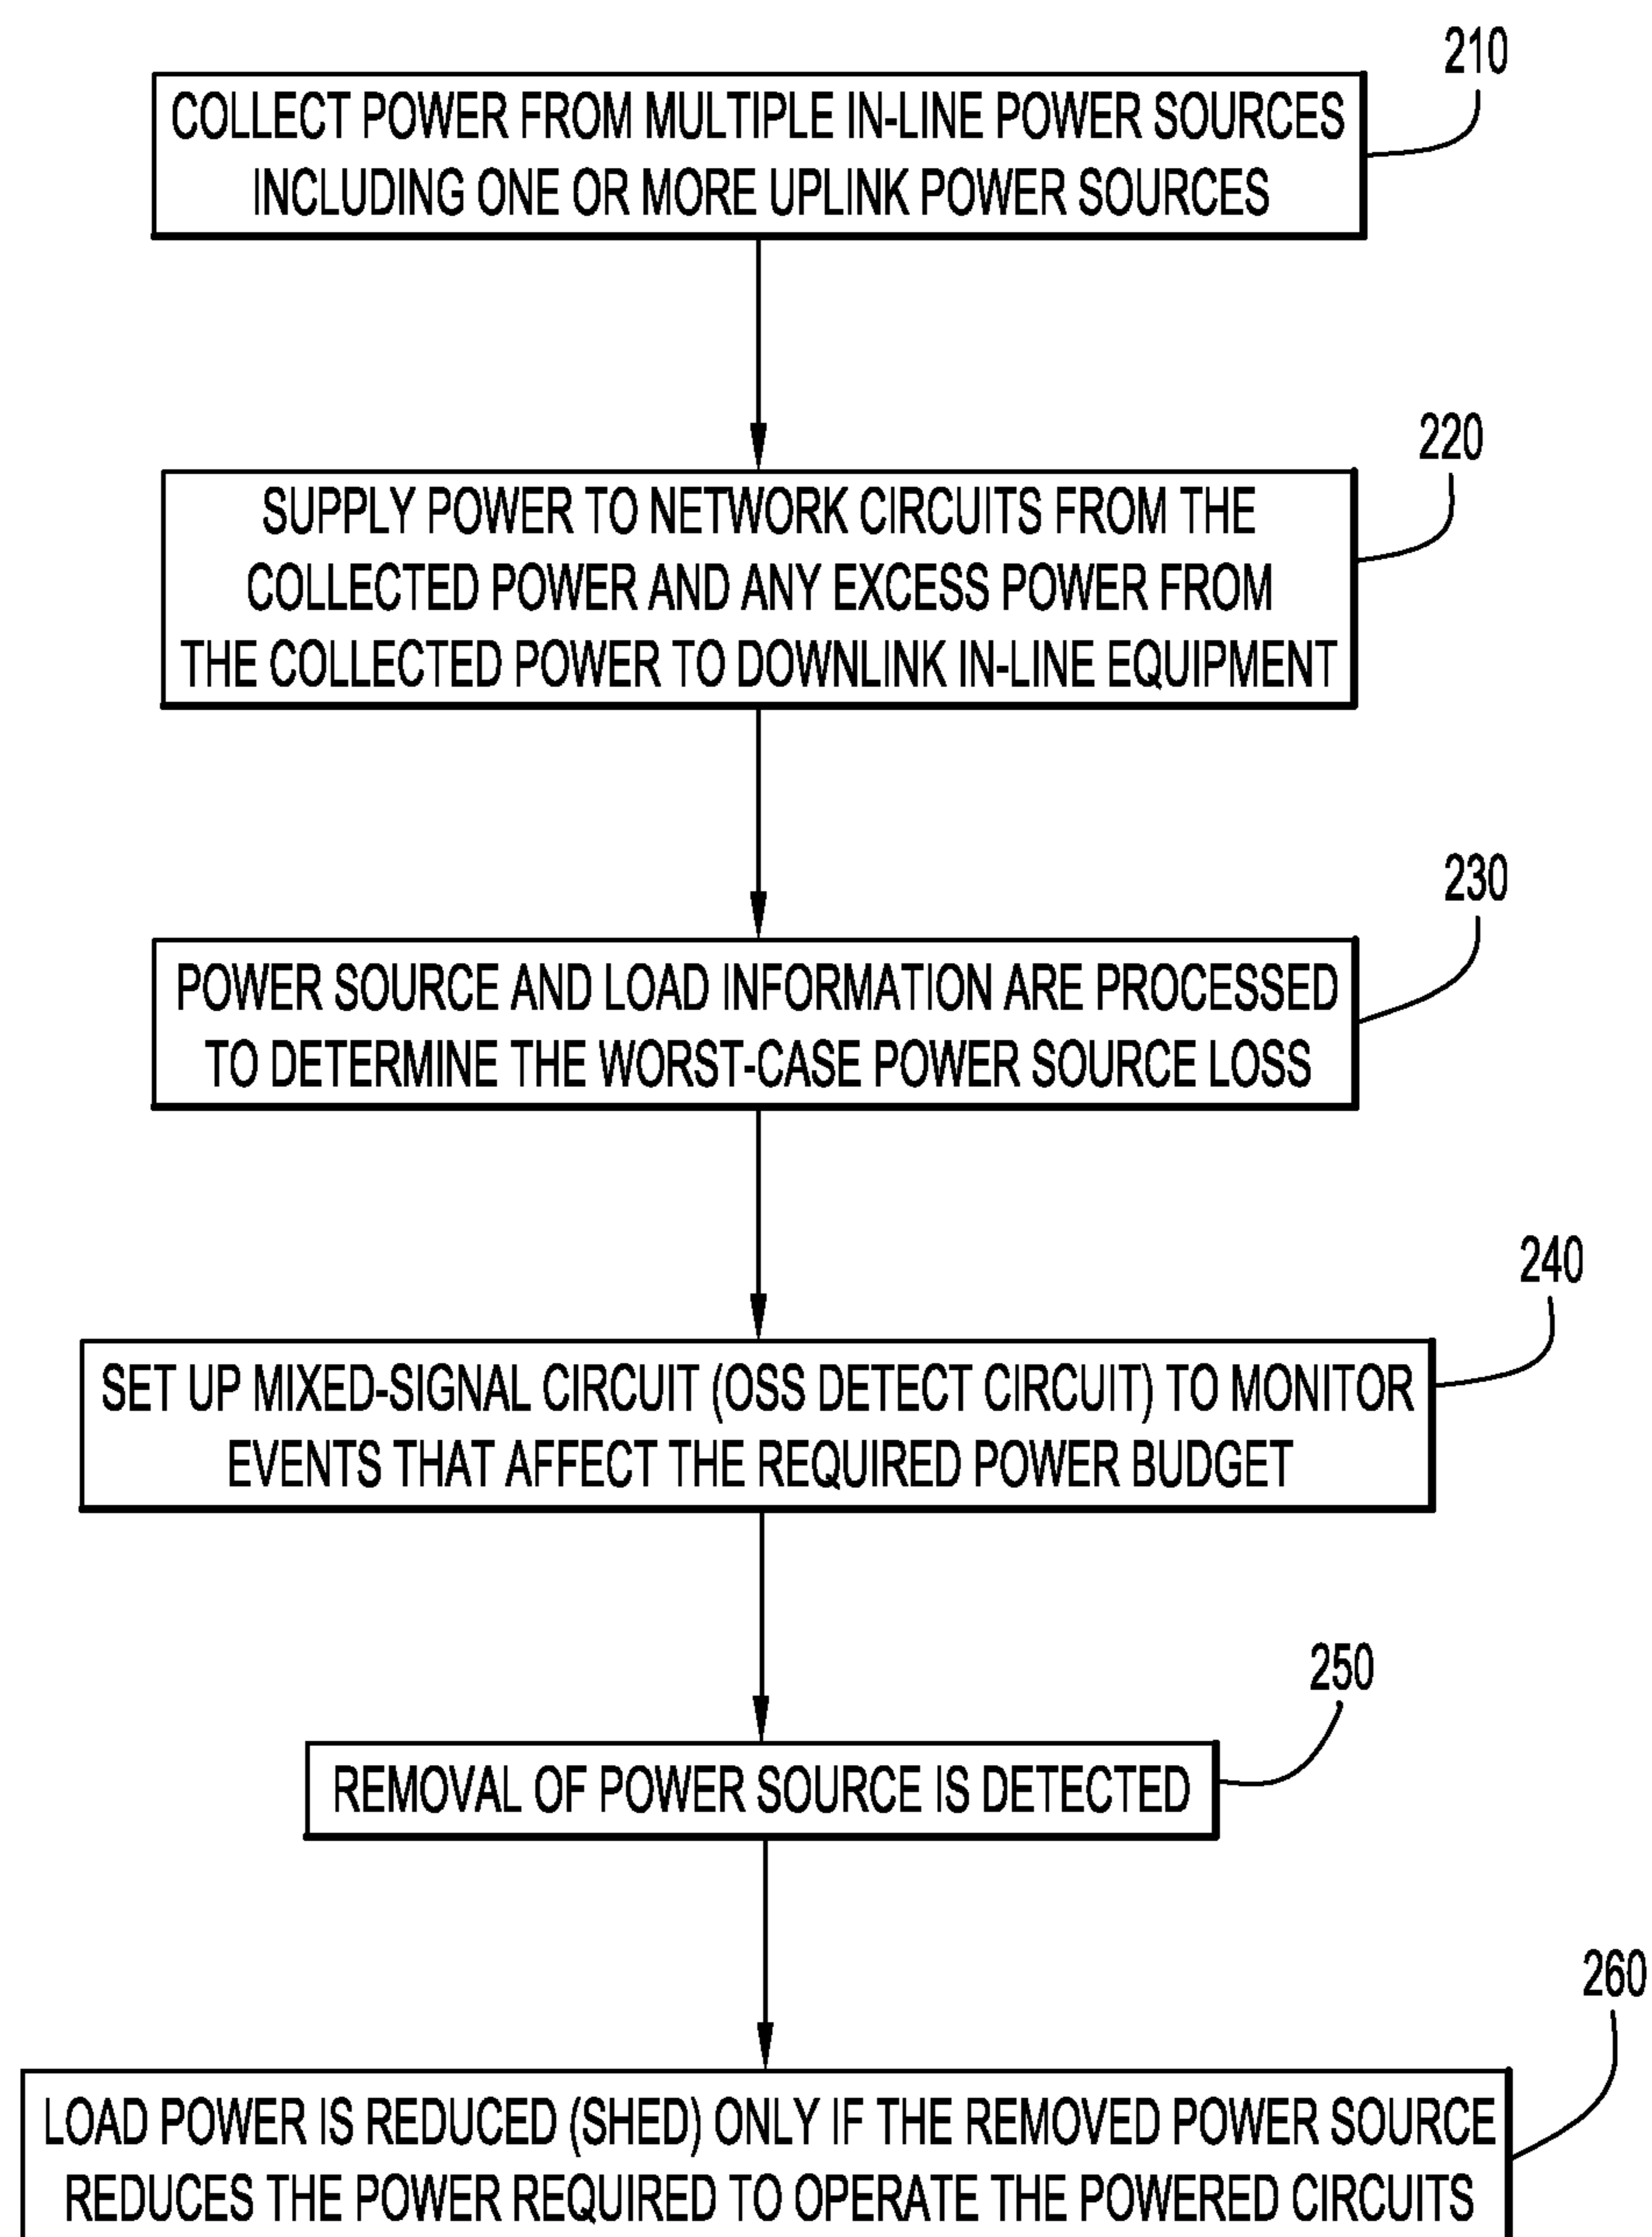 210
COLLECT POWER FROM MULTIPLE IN-LINE POWER SOURCES
INCLUDING ONE OR MORE UPLINK POWER SOURCES
220
SUPPLY POWER TO NETWORK CIRCUITS FROM THE
COLLECTED POWER AND ANY EXCESS POWER FROM
THE COLLECTED POWER TO DOWNLINK IN-LINE EQUIPMENT
230
POWER SOURCE AND LOAD INFORMATION ARE PROCESSED
TO DETERMINE THE WORST-CASE POWER SOURCE LOSS
240
SET UP MIXED-SIGNAL CIRCUIT (OSS DETECT CIRCUIT) TO MONITOR
EVENTS THAT AFFECT THE REQUIRED POWER BUDGET
250
REMOVAL OF POWER SOURCE IS DETECTED
260
LOAD POWER IS REDUCED (SHED) ONLY IF THE REMOVED POWER SOURCE
REDUCES THE POWER REQUIRED TO OPERATE THE POWERED CIRCUITS